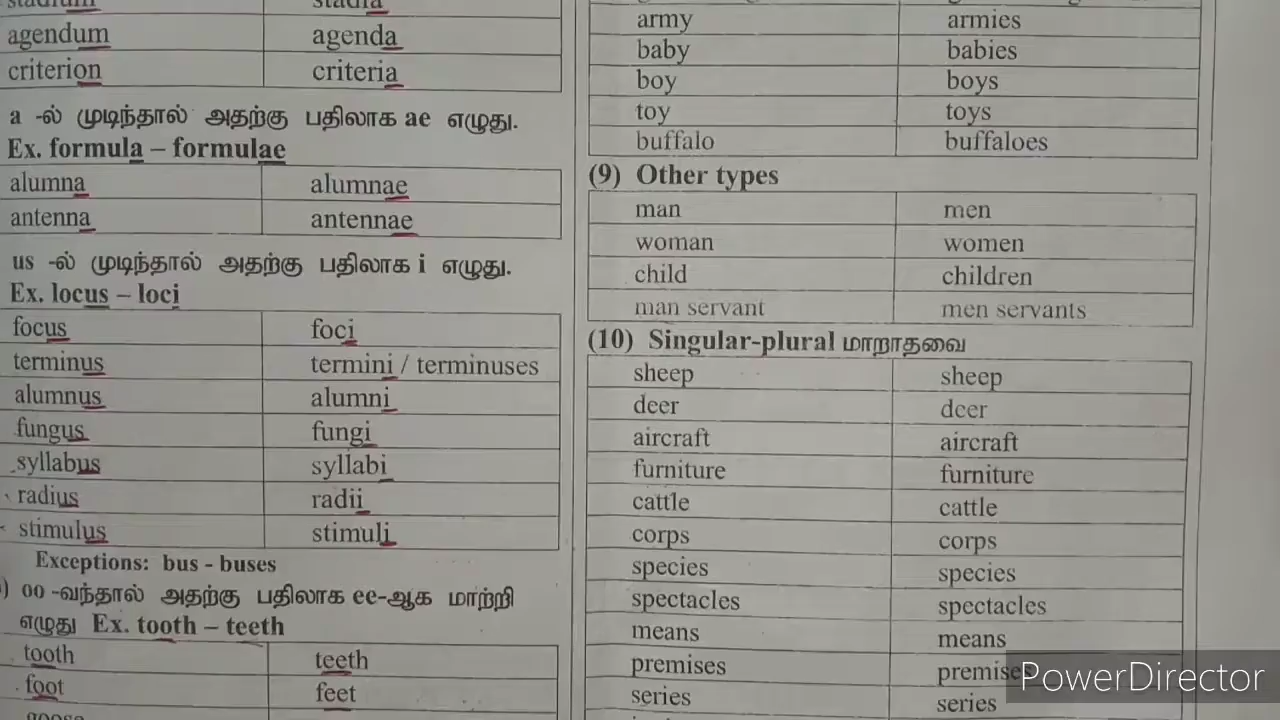 stadium stadia
agendum agenda
criterion criteria
a -ல் முடிந்தால் அதற்கு பதிலாக ae எழுது.
Ex. formula – formulae
alumna alumnae
antenna antennae
us -ல் முடிந்தால் அதற்கு பதிலாக i எழுது.
Ex. locus – loci
focus foci
terminus termini / terminuses
alumnus alumni
fungus fungi
syllabus syllabi
radius radii
stimulus stimuli
Exceptions: bus - buses
) oo -வந்தால் அதற்கு பதிலாக ee-ஆக மாற்றி
எழுது Ex. tooth – teeth
tooth teeth
foot feet
goose
army armies
baby babies
boy boys
toy toys
buffalo buffaloes
(9) Other types
man men
woman women
child children
man servant men servants
(10) Singular-plural மாறாதவை
sheep sheep
deer deer
aircraft aircraft
furniture furniture
cattle cattle
corps corps
species species
spectacles spectacles
means means
premises premises
series series
PowerDirector